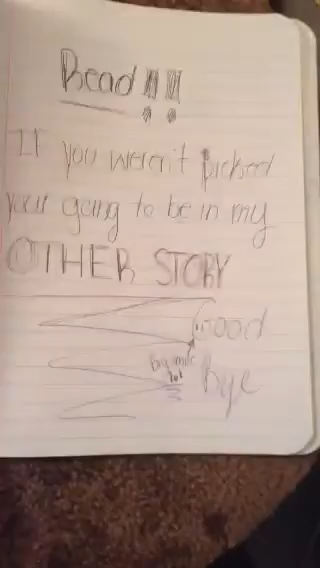 Read!!!
If you weren't picked
your going to be in my
OTHER STORY
Good
Bye